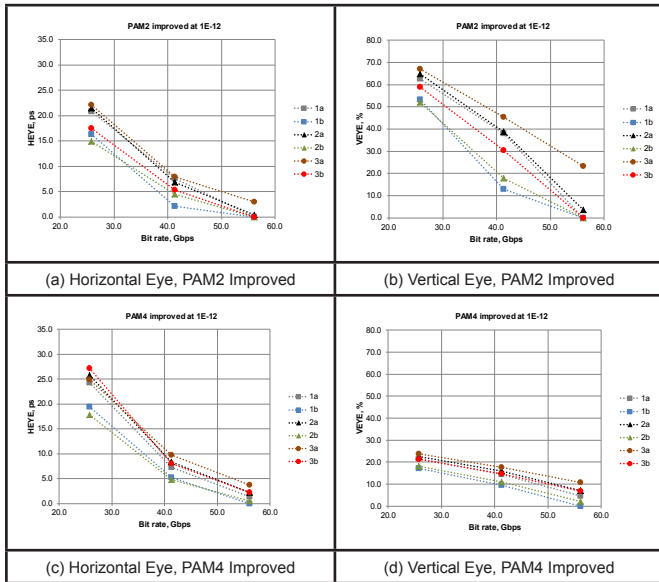 PAM2 improved at 1E-12
HEYE, ps
35.0
30.0
25.0
20.0
15.0
10.0
5.0
0.0
20.0 30.0 40.0 50.0 60.0
Bit rate, Gbps
1a
1b
2a
2b
3a
3b
(a) Horizontal Eye, PAM2 Improved
PAM2 improved at 1E-12
VEYE, %
80.0
70.0
60.0
50.0
40.0
30.0
20.0
10.0
0.0
20.0 30.0 40.0 50.0 60.0
Bit rate, Gbps
1a
1b
2a
2b
3a
3b
(b) Vertical Eye, PAM2 Improved
PAM4 improved at 1E-12
HEYE, ps
35.0
30.0
25.0
20.0
15.0
10.0
5.0
0.0
20.0 30.0 40.0 50.0 60.0
Bit rate, Gbps
1a
1b
2a
2b
3a
3b
(c) Horizontal Eye, PAM4 Improved
PAM4 improved at 1E-12
VEYE, %
80.0
70.0
60.0
50.0
40.0
30.0
20.0
10.0
0.0
20.0 30.0 40.0 50.0 60.0
Bit rate, Gbps
1a
1b
2a
2b
3a
3b
(d) Vertical Eye, PAM4 Improved